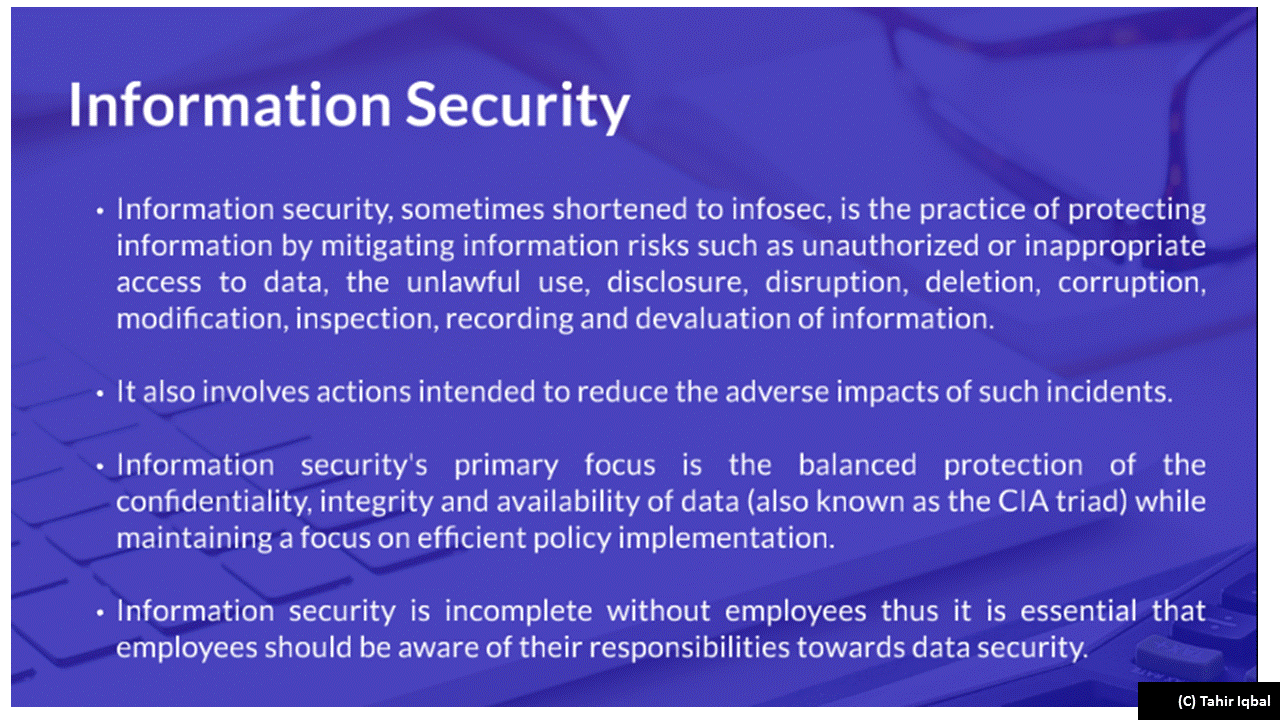 Information Security
• Information security, sometimes shortened to infosec, is the practice of protecting
information by mitigating information risks such as unauthorized or inappropriate
access to data, the unlawful use, disclosure, disruption, deletion, corruption,
modification, inspection, recording and devaluation of information.
• It also involves actions intended to reduce the adverse impacts of such incidents.
• Information security's primary focus is the balanced protection of the
confidentiality, integrity and availability of data (also known as the CIA triad) while
maintaining a focus on efficient policy implementation.
• Information security is incomplete without employees thus it is essential that
employees should be aware of their responsibilities towards data security.
(C) Tahir Iqbal